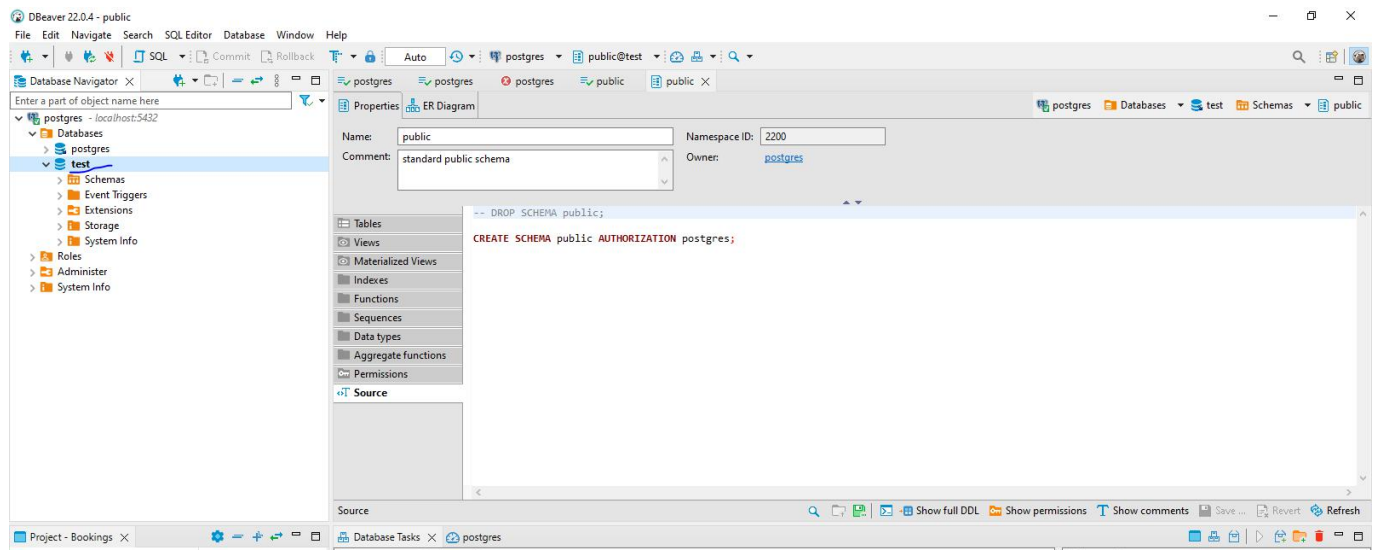 DBeaver 22.0.4 - public
File Edit Navigate Search SQL Editor Database Window Help
SQL Commit Rollback Auto postgres public@test
Database Navigator
postgres postgres postgres public public
Enter a part of object name here
Properties ER Diagram
postgres Databases test Schemas public
postgres - localhost:5432
Databases
postgres
test
Schemas
Event Triggers
Extensions
Storage
System Info
Roles
Administer
System Info
Name: public
Namespace ID: 2200
Comment: standard public schema
Owner: postgres
Tables
Views
Materialized Views
Indexes
Functions
Sequences
Data types
Aggregate functions
Permissions
Source
-- DROP SCHEMA public;
CREATE SCHEMA public AUTHORIZATION postgres;
Source
Show full DDL Show permissions Show comments Save ... Revert Refresh
Project - Bookings
Database Tasks postgres